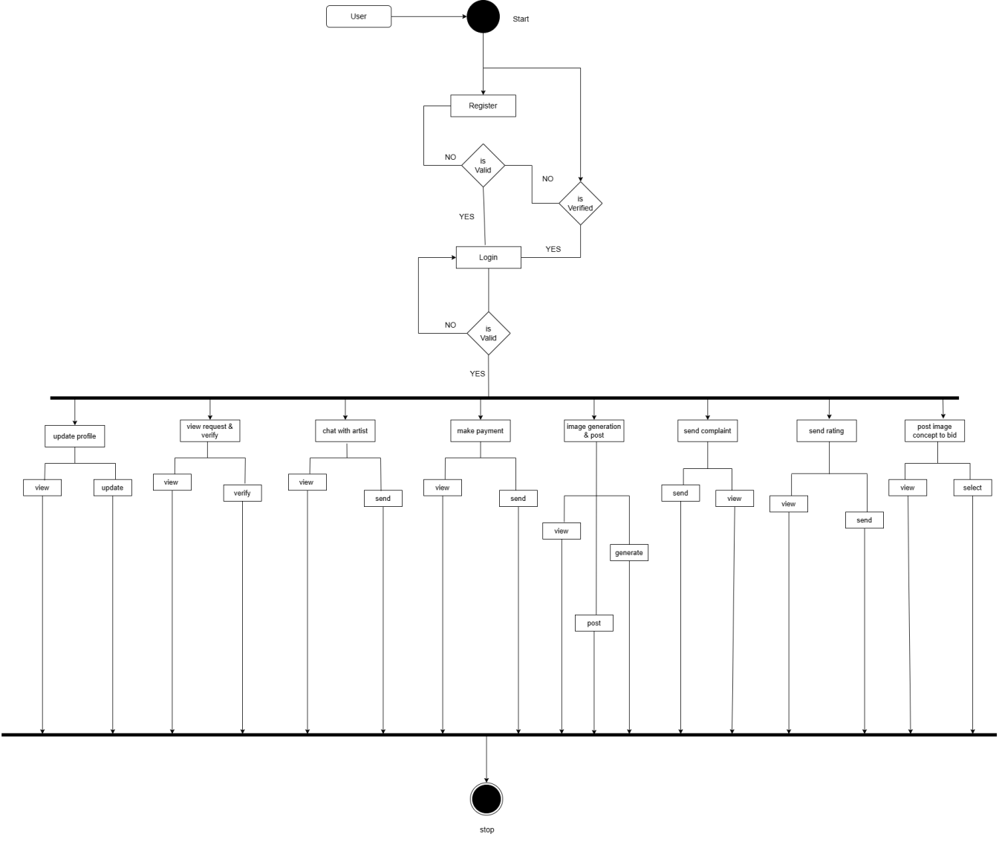 User
Start
Register
NO
is
Valid
NO
is
Verified
YES
YES
Login
NO
is
Valid
YES
update profile
view request &
verify
chat with artist
make payment
image generation
& post
send complaint
send rating
post image
concept to bid
view
update
view
verify
view
send
view
send
view
post
generate
send
view
view
send
view
select
stop